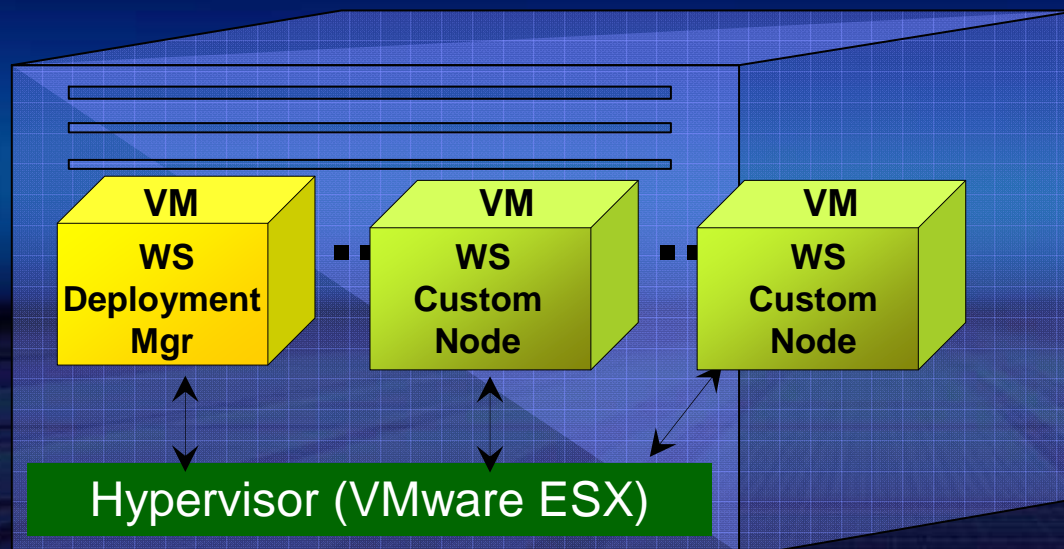 VM
WS
Deployment
Mgr
VM
WS
Custom
Node
VM
WS
Custom
Node
Hypervisor (VMware ESX)